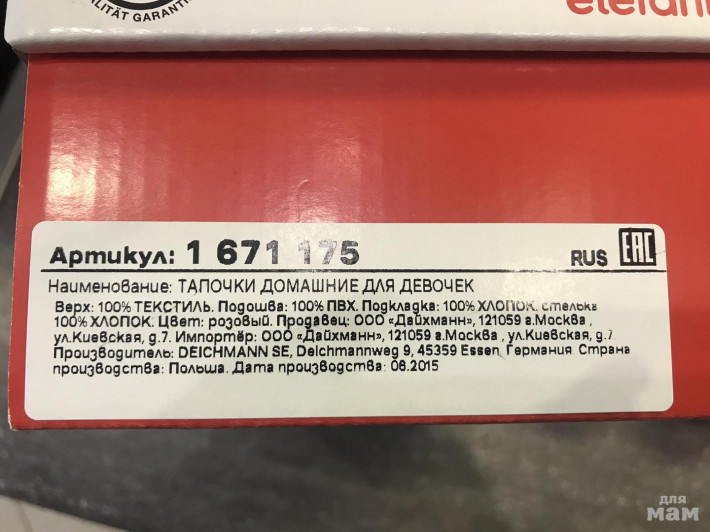 QUALITÄT GARANTIE
elefant
Артикул: 1 671 175 RUS EAC
Наименование: ТАПОЧКИ ДОМАШНИЕ ДЛЯ ДЕВОЧЕК
Верх: 100% ТЕКСТИЛЬ. Подошва: 100% ПВХ. Подкладка: 100% ХЛОПОК. стелька
100% ХЛОПОК. Цвет: розовый. Продавец: ООО «Дайхманн», 121059 г.Москва ,
ул.Киевская, д.7. Импортёр: ООО «Дайхманн», 121059 г.Москва , ул.Киевская, д.7
Производитель: DEICHMANN SE, Deichmannweg 9, 45359 Essen, Германия Страна
производства: Польша. Дата производства: 06.2015
для
мам